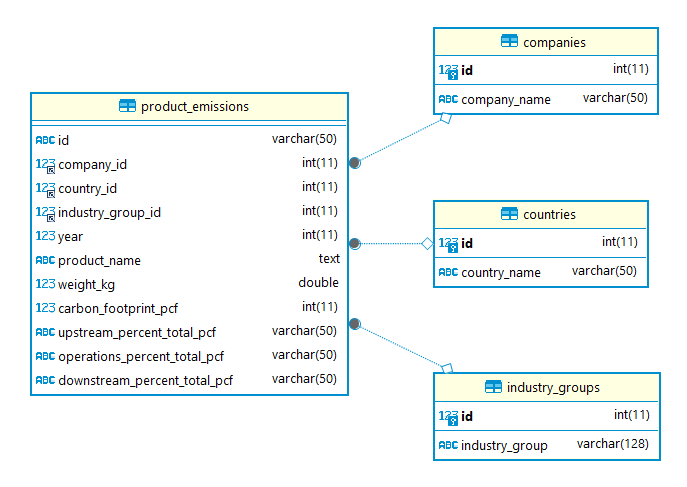 product_emissions
ABC id varchar(50)
123 company_id int(11)
123 country_id int(11)
123 industry_group_id int(11)
123 year int(11)
ABC product_name text
123 weight_kg double
123 carbon_footprint_pcf int(11)
ABC upstream_percent_total_pcf varchar(50)
ABC operations_percent_total_pcf varchar(50)
ABC downstream_percent_total_pcf varchar(50)
companies
123 id int(11)
ABC company_name varchar(50)
countries
123 id int(11)
ABC country_name varchar(50)
industry_groups
123 id int(11)
ABC industry_group varchar(128)